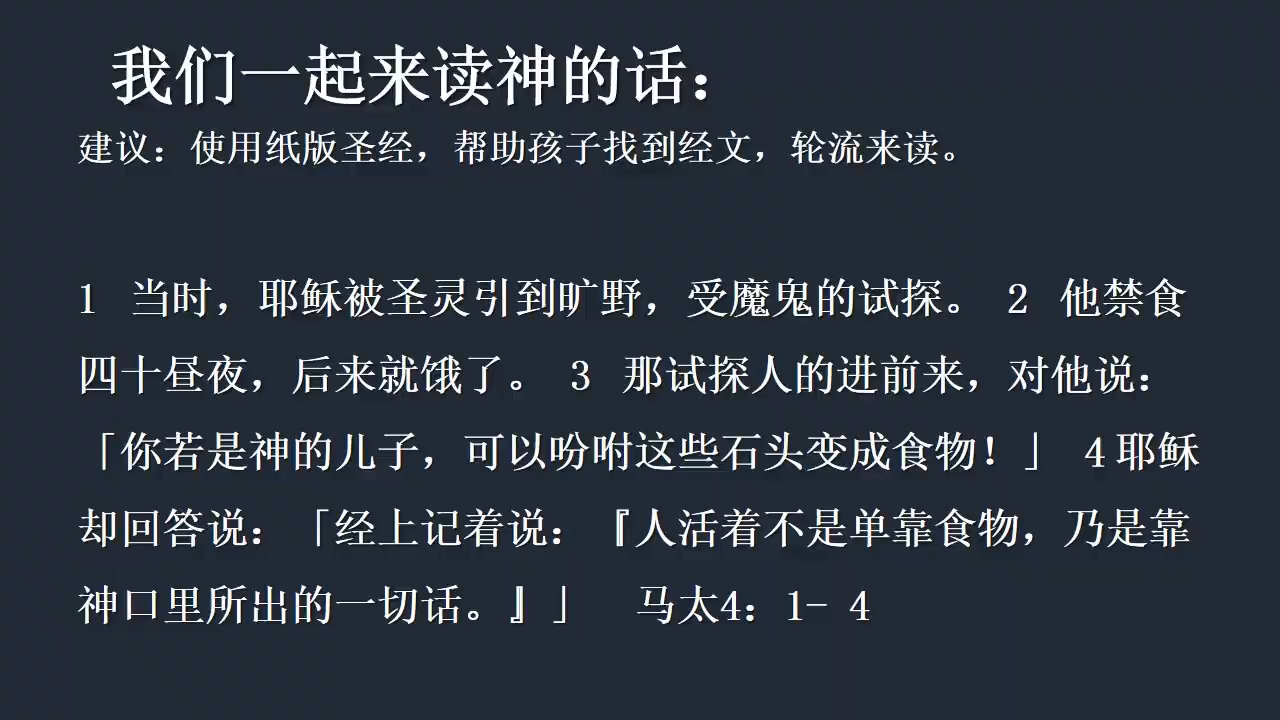 我们一起来读神的话：
建议：使用纸版圣经，帮助孩子找到经文，轮流来读。
1 当时，耶稣被圣灵引到旷野，受魔鬼的试探。 2 他禁食
四十昼夜，后来就饿了。 3 那试探人的进前来，对他说：
「你若是神的儿子，可以吩咐这些石头变成食物！」 4 耶稣
却回答说：「经上记着说：『人活着不是单靠食物，乃是靠
神口里所出的一切话。』」 马太4：1- 4